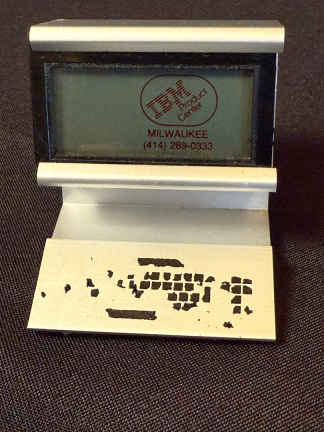 IBM
Product
Center
MILWAUKEE
(414) 289-0333